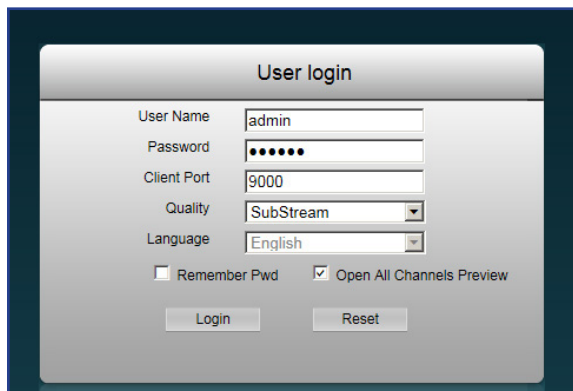 User login
User Name admin
Password ●●●●●●
Client Port 9000
Quality SubStream
Language English
Remember Pwd Open All Channels Preview
Login Reset